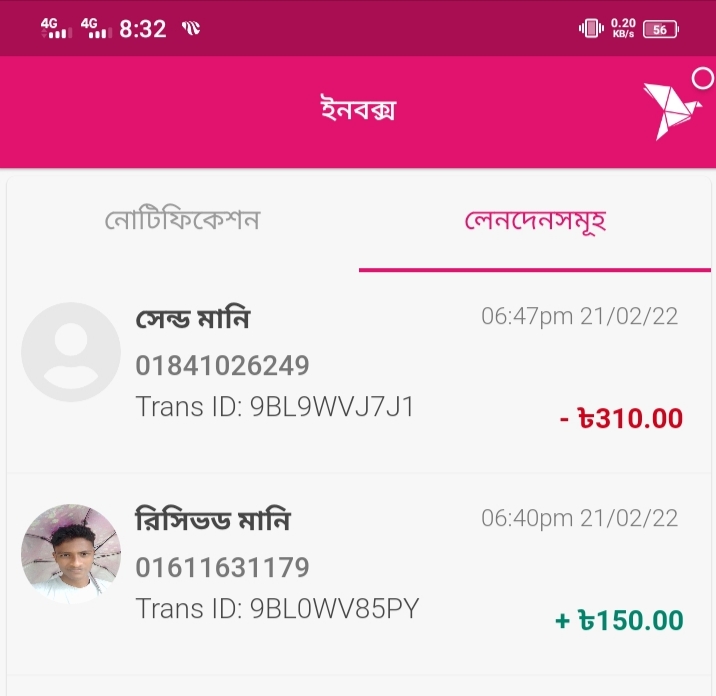 4G 4G 8:32 0.20 KB/s 56
ইনবক্স
নোটিফিকেশন লেনদেনসমূহ
সেন্ড মানি 06:47pm 21/02/22
01841026249
Trans ID: 9BL9WVJ7J1
- ৳310.00
রিসিভড মানি 06:40pm 21/02/22
01611631179
Trans ID: 9BL0WV85PY
+ ৳150.00